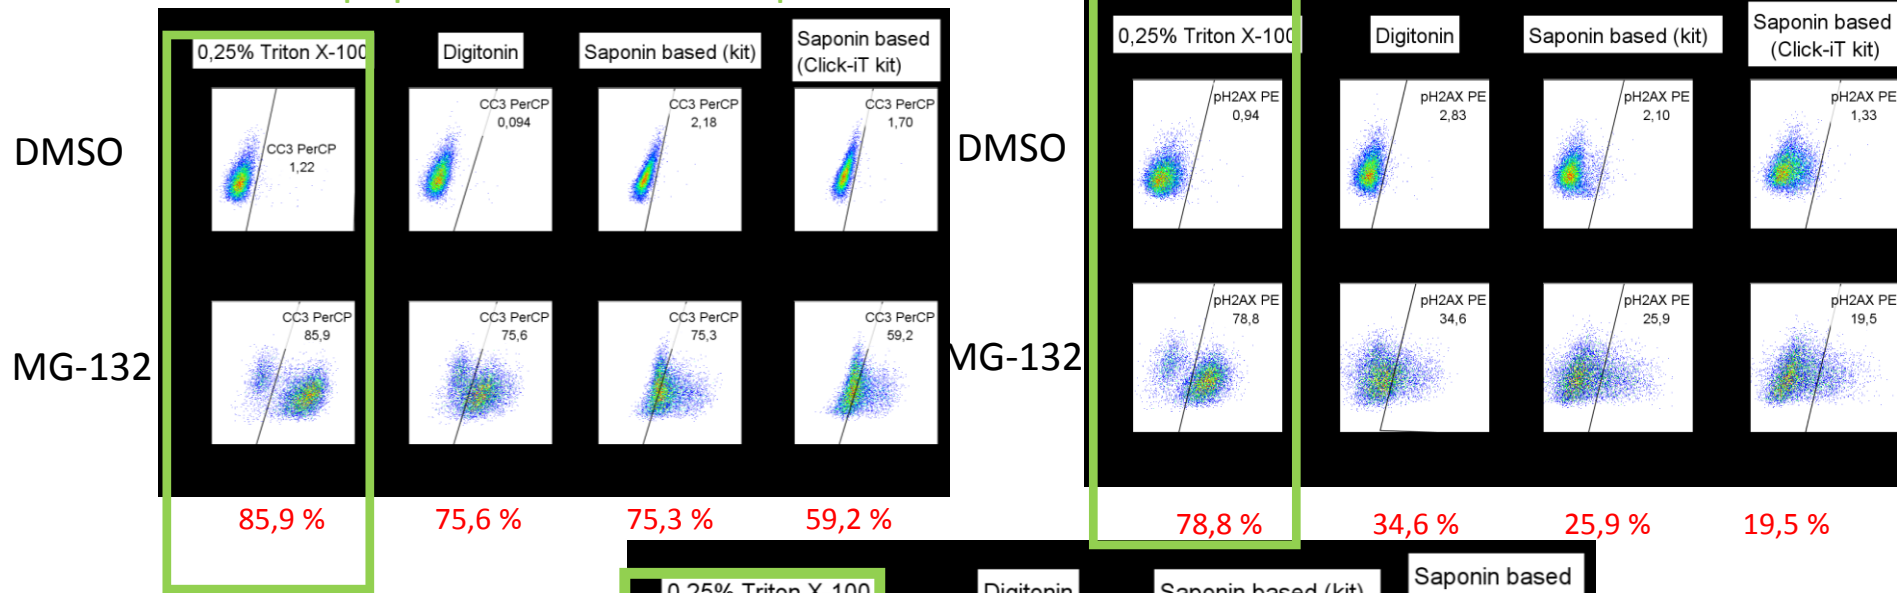 0,25% Triton X-100
Digitonin
Saponin based (kit)
Saponin based
(Click-iT kit)
DMSO
CC3 PerCP
1,22
CC3 PerCP
0,094
CC3 PerCP
2,18
CC3 PerCP
1,70
MG-132
CC3 PerCP
85,9
CC3 PerCP
75,6
CC3 PerCP
75,3
CC3 PerCP
59,2
85,9 %
75,6 %
75,3 %
59,2 %
0,25% Triton X-100
Digitonin
Saponin based (kit)
Saponin based
(Click-iT kit)
DMSO
pH2AX PE
0,94
pH2AX PE
2,83
pH2AX PE
2,10
pH2AX PE
1,33
MG-132
pH2AX PE
78,8
pH2AX PE
34,6
pH2AX PE
25,9
pH2AX PE
19,5
78,8 %
34,6 %
25,9 %
19,5 %
0,25% Triton X-100
Digitonin
Saponin based (kit)
Saponin based